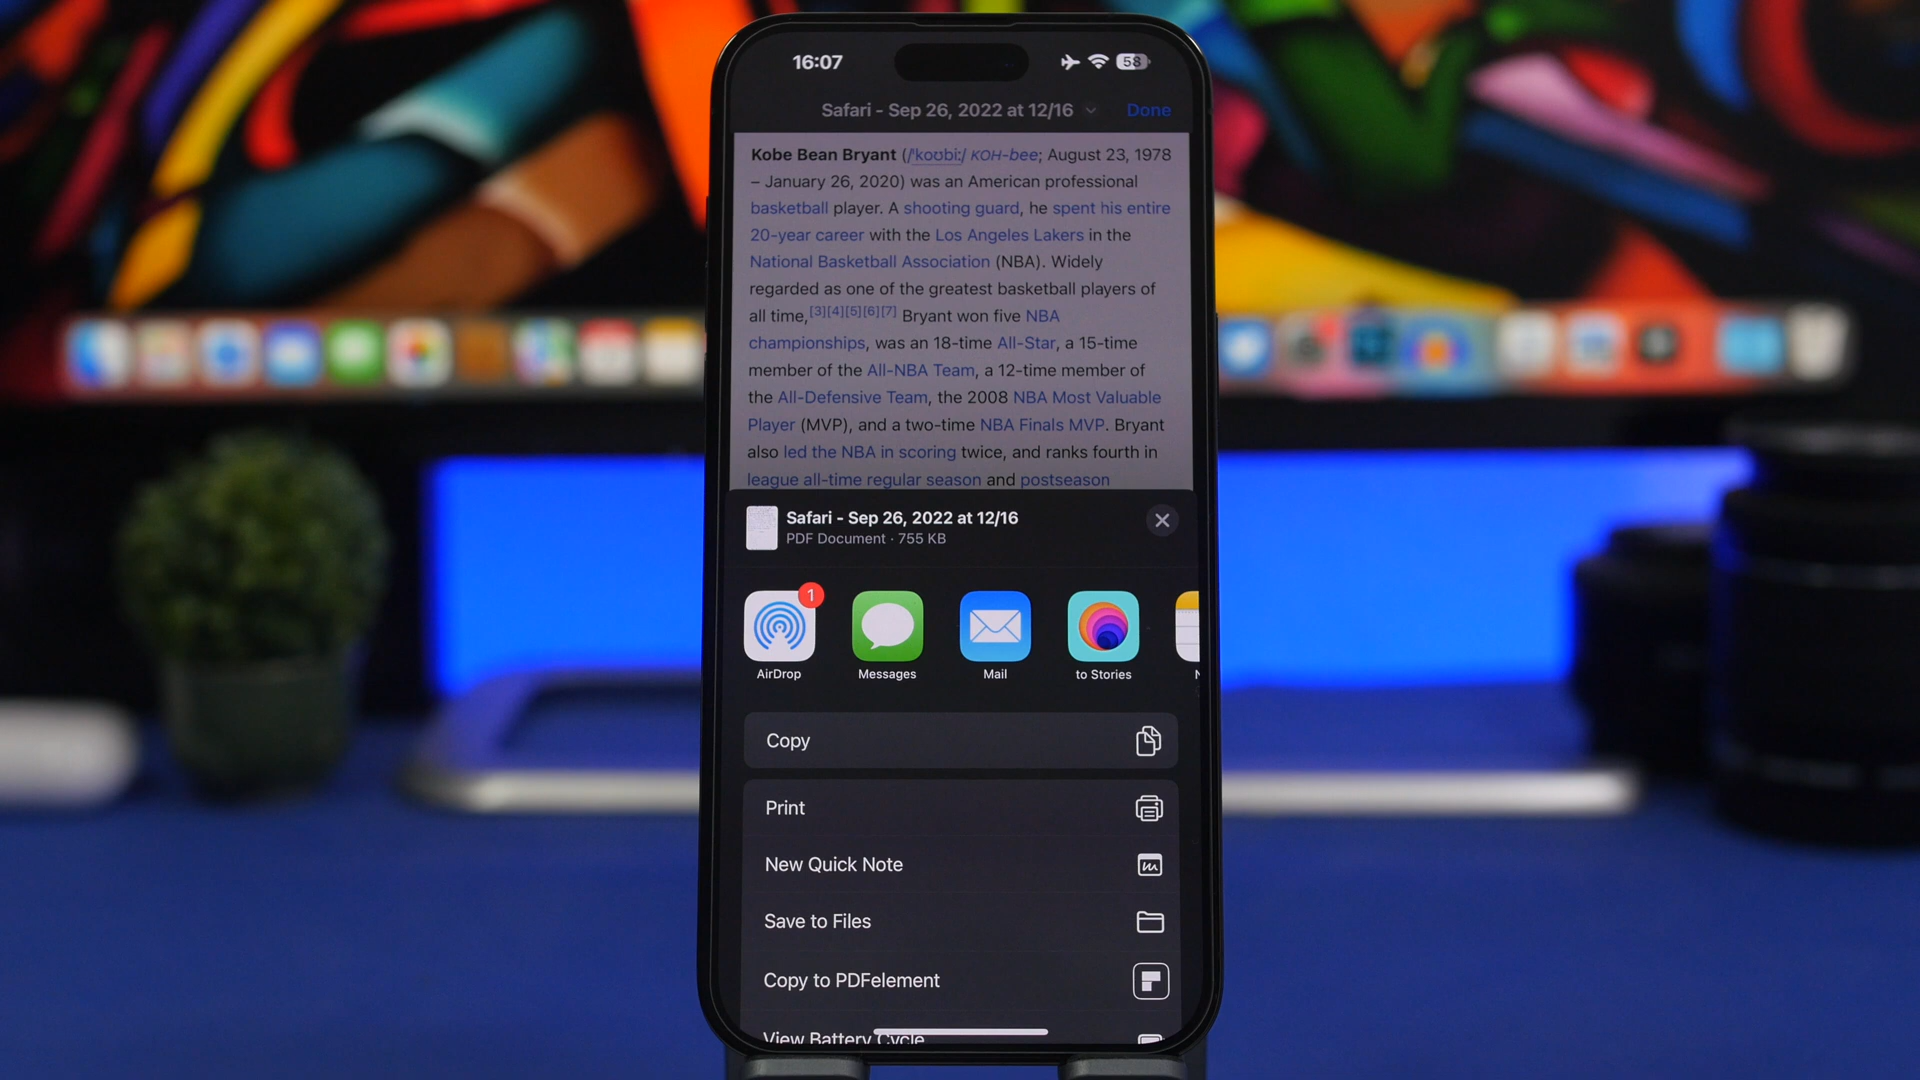 16:07
58
Safari - Sep 26, 2022 at 12/16
Done
Kobe Bean Bryant (/ˈkoʊbiː/ KOH-bee; August 23, 1978
– January 26, 2020) was an American professional
basketball player. A shooting guard, he spent his entire
20-year career with the Los Angeles Lakers in the
National Basketball Association (NBA). Widely
regarded as one of the greatest basketball players of
all time,[3][4][5][6][7] Bryant won five NBA
championships, was an 18-time All-Star, a 15-time
member of the All-NBA Team, a 12-time member of
the All-Defensive Team, the 2008 NBA Most Valuable
Player (MVP), and a two-time NBA Finals MVP. Bryant
also led the NBA in scoring twice, and ranks fourth in
league all-time regular season and postseason
Safari - Sep 26, 2022 at 12/16
PDF Document · 755 KB
1
AirDrop
Messages
Mail
to Stories
N
Copy
Print
New Quick Note
Save to Files
Copy to PDFelement
View Battery Cycle